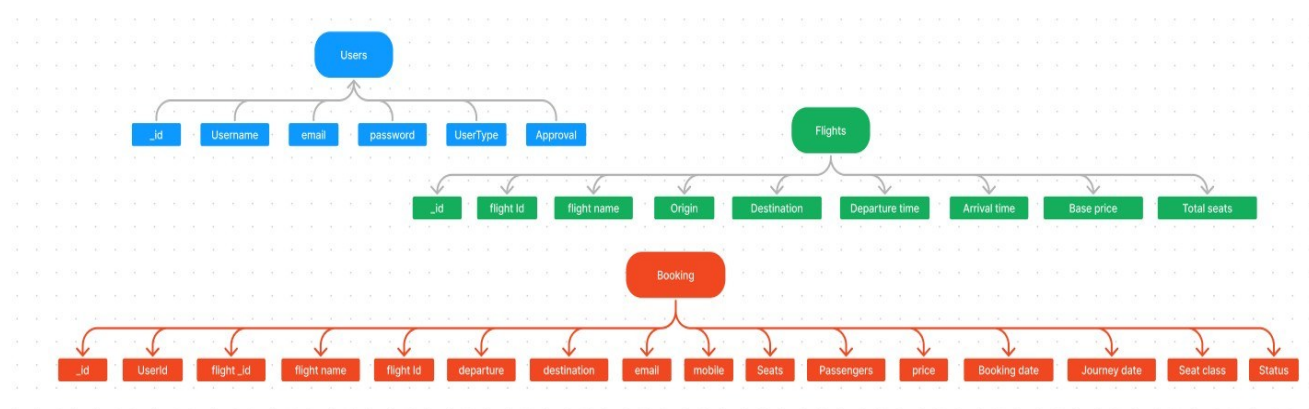 Users
_id Username email password UserType Approval
Flights
_id flight Id flight name Origin Destination Departure time Arrival time Base price Total seats
Booking
_id UserId flight _id flight name flight Id departure destination email mobile Seats Passengers price Booking date Journey date Seat class Status